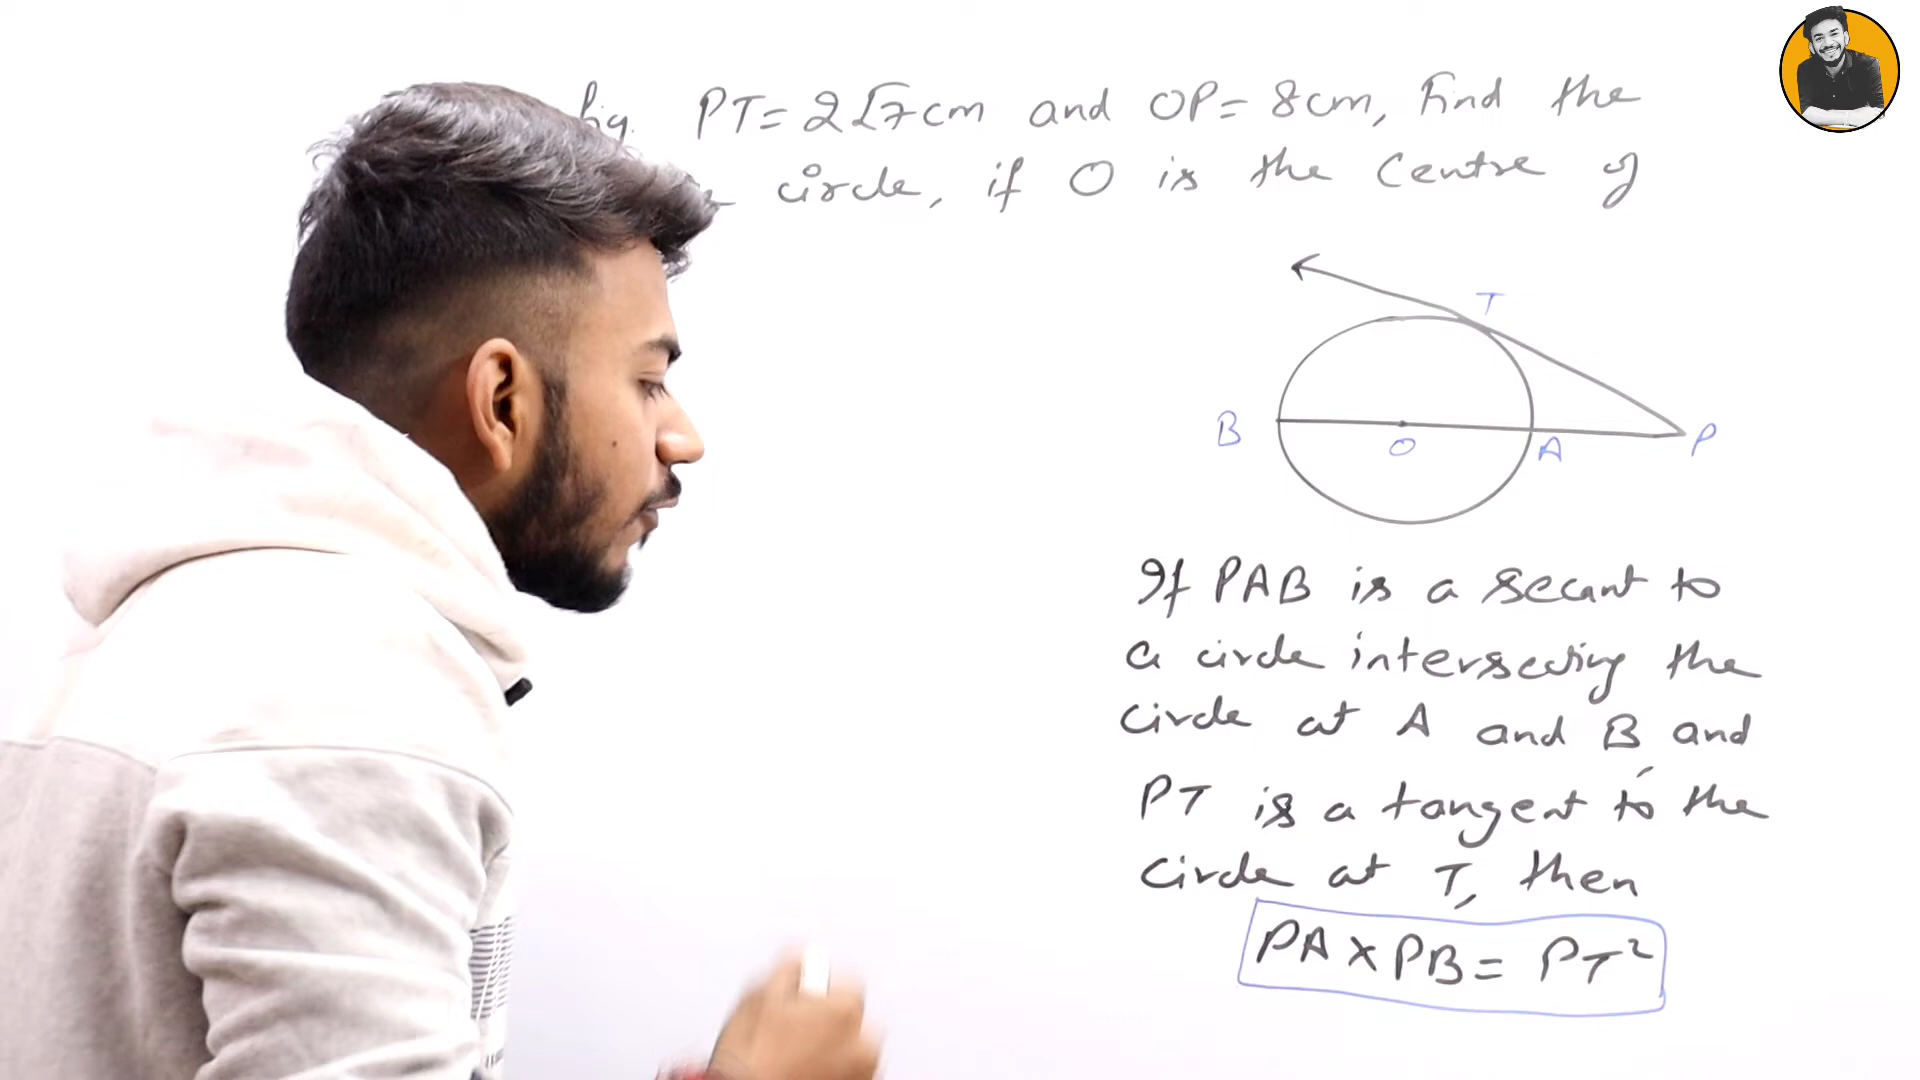 fig. PT = 2√7 cm and OP = 8 cm, Find the
circle, if O is the Centre of
T
B
O
A
P
If PAB is a secant to
a circle intersecting the
circle at A and B and
PT is a tangent to the
circle at T, then
PA × PB = PT²